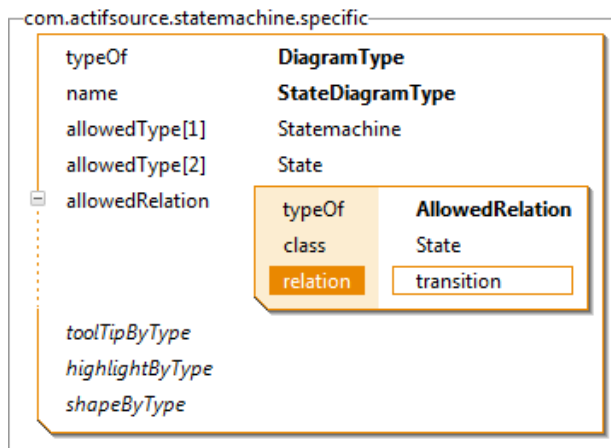 com.actifsource.statemachine.specific
typeOf DiagramType
name StateDiagramType
allowedType[1] Statemachine
allowedType[2] State
allowedRelation typeOf AllowedRelation
class State
relation transition
toolTipByType
highlightByType
shapeByType